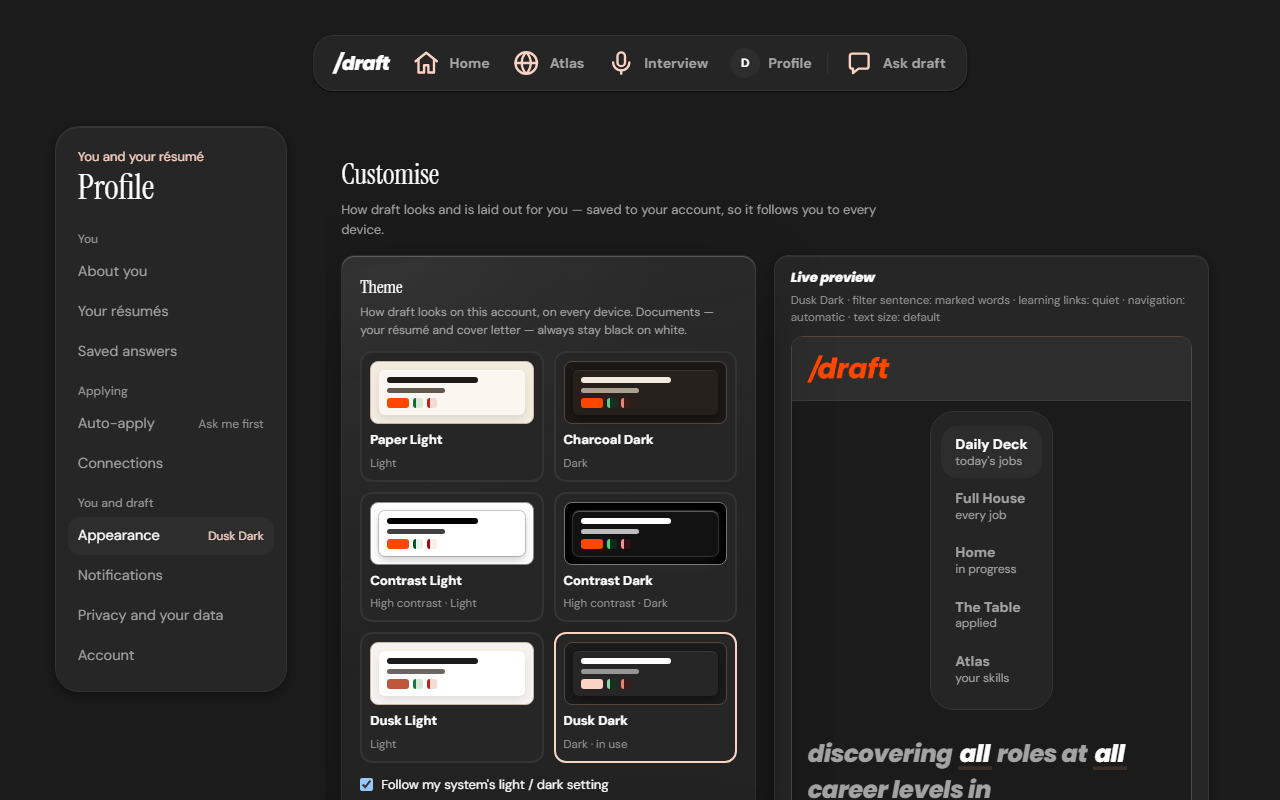 /draft
Home
Atlas
Interview
D
Profile
Ask draft
You and your résumé
Profile
You
About you
Your résumés
Saved answers
Applying
Auto-apply
Ask me first
Connections
You and draft
Appearance
Dusk Dark
Notifications
Privacy and your data
Account
Customise
How draft looks and is laid out for you — saved to your account, so it follows you to every
device.
Theme
How draft looks on this account, on every device. Documents —
your résumé and cover letter — always stay black on white.
Paper Light
Light
Charcoal Dark
Dark
Contrast Light
High contrast · Light
Contrast Dark
High contrast · Dark
Dusk Light
Light
Dusk Dark
Dark · in use
Follow my system's light / dark setting
Live preview
Dusk Dark · filter sentence: marked words · learning links: quiet · navigation:
automatic · text size: default
/draft
Daily Deck
today's jobs
Full House
every job
Home
in progress
The Table
applied
Atlas
your skills
discovering all roles at all
career levels in